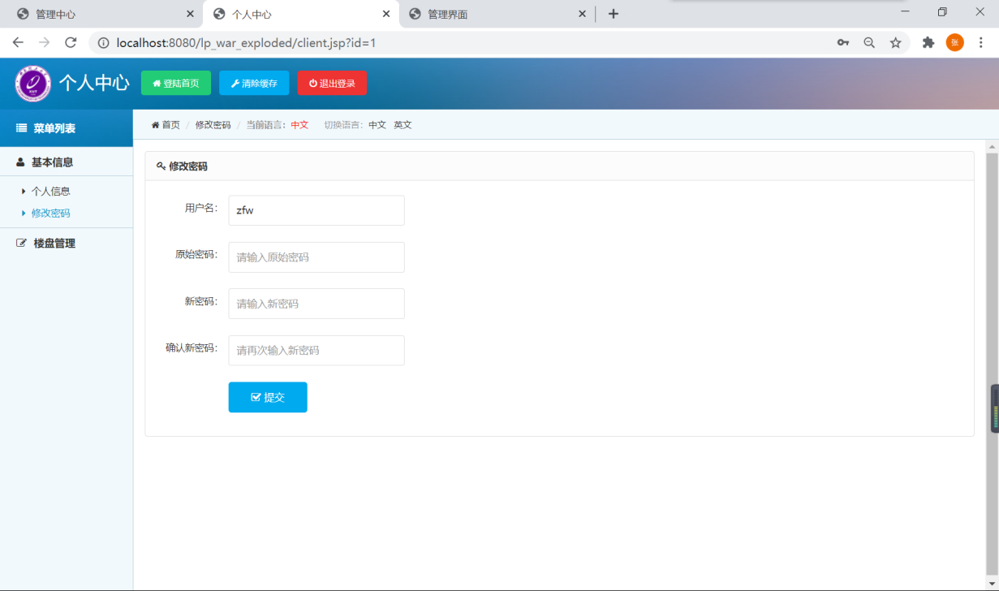 管理中心
个人中心
管理界面
localhost:8080/lp_war_exploded/client.jsp?id=1
张
个人中心
登陆首页
清除缓存
退出登录
菜单列表
首页 / 修改密码 / 当前语言：中文 切换语言：中文 英文
基本信息
个人信息
修改密码
楼盘管理
修改密码
用户名：
zfw
原始密码：
请输入原始密码
新密码：
请输入新密码
确认新密码：
请再次输入新密码
提交